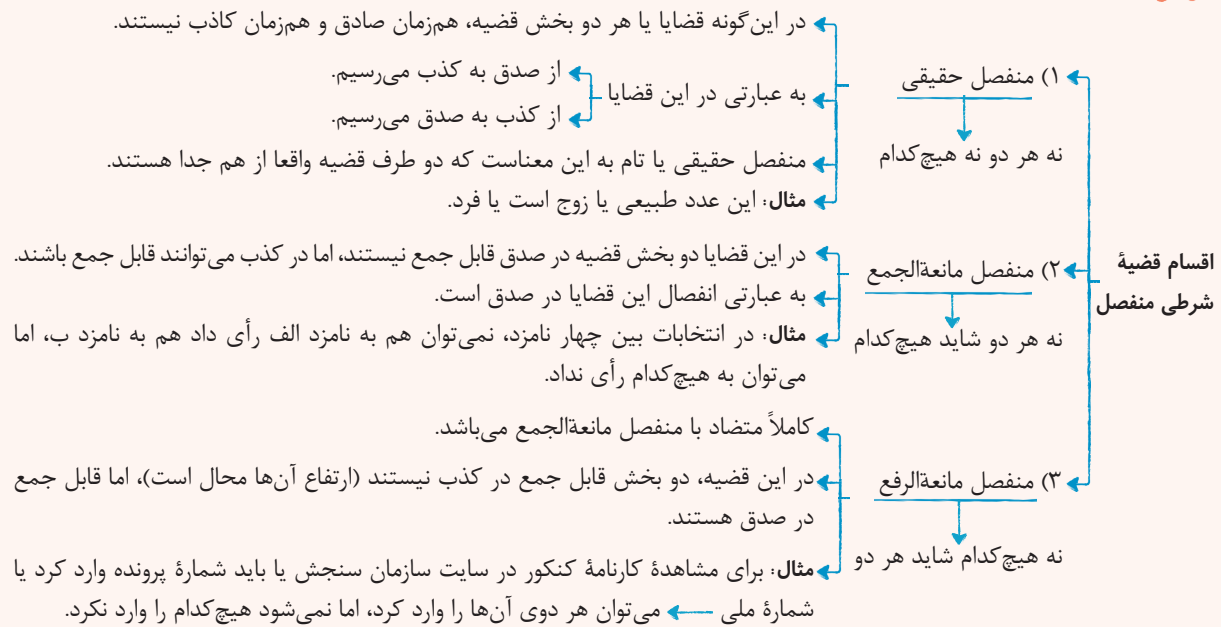 اقسام قضیهٔ
شرطی منفصل
۱) منفصل حقیقی
نه هر دو نه هیچ‌کدام
در این‌گونه قضایا یا هر دو بخش قضیه، هم‌زمان صادق و هم‌زمان کاذب نیستند.
به عبارتی در این قضایا
از صدق به کذب می‌رسیم.
از کذب به صدق می‌رسیم.
منفصل حقیقی یا تام به این معناست که دو طرف قضیه واقعا از هم جدا هستند.
مثال: این عدد طبیعی یا زوج است یا فرد.
۲) منفصل مانعةالجمع
نه هر دو شاید هیچ‌کدام
در این قضایا دو بخش قضیه در صدق قابل جمع نیستند، اما در کذب می‌توانند قابل جمع باشند.
به عبارتی انفصال این قضایا در صدق است.
مثال: در انتخابات بین چهار نامزد، نمی‌توان هم به نامزد الف رأی داد هم به نامزد ب، اما
می‌توان به هیچ‌کدام رأی نداد.
۳) منفصل مانعةالرفع
نه هیچ‌کدام شاید هر دو
کاملاً متضاد با منفصل مانعةالجمع می‌باشد.
در این قضیه، دو بخش قابل جمع در کذب نیستند (ارتفاع آن‌ها محال است)، اما قابل جمع
در صدق هستند.
مثال: برای مشاهدهٔ کارنامهٔ کنکور در سایت سازمان سنجش یا باید شمارهٔ پرونده وارد کرد یا
شمارهٔ ملی می‌توان هر دوی آن‌ها را وارد کرد، اما نمی‌شود هیچ‌کدام را وارد نکرد.